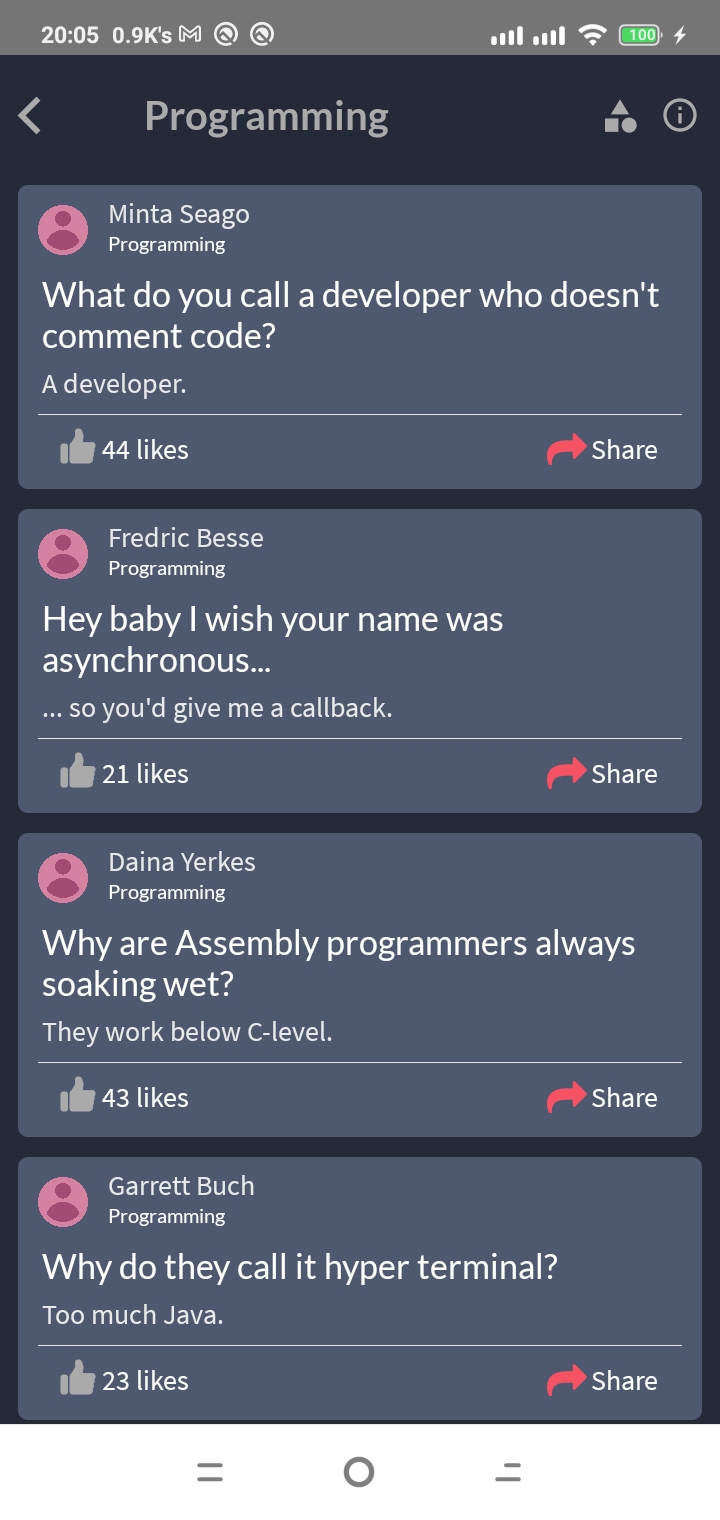 20:05 0.9K's 100
Programming
Minta Seago
Programming
What do you call a developer who doesn't
comment code?
A developer.
44 likes Share
Fredric Besse
Programming
Hey baby I wish your name was
asynchronous...
... so you'd give me a callback.
21 likes Share
Daina Yerkes
Programming
Why are Assembly programmers always
soaking wet?
They work below C-level.
43 likes Share
Garrett Buch
Programming
Why do they call it hyper terminal?
Too much Java.
23 likes Share